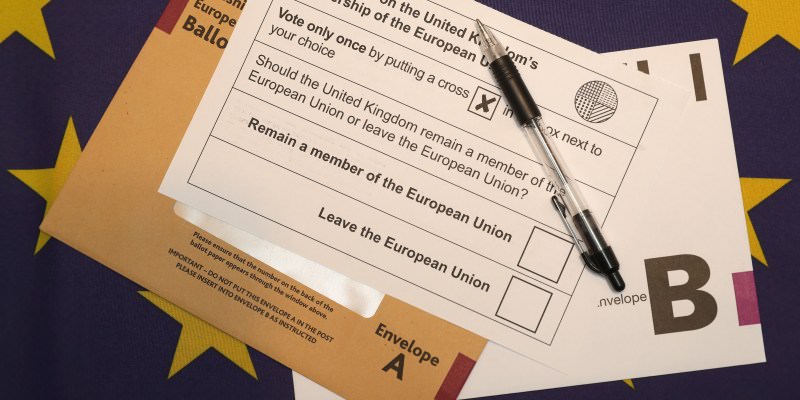 Europe
Ballo
on the United Kingdom's
ership of the European
Vote only once by putting a cross in box next to
your choice
Should the United Kingdom remain a member of the
European Union or leave the European Union?
Remain a member of the European Union
Leave the European Union
Please ensure that the number on the back of the
ballot paper appears through the window above.
IMPORTANT – DO NOT PUT THIS ENVELOPE A IN THE POST
PLEASE INSERT INTO ENVELOPE B AS INSTRUCTED
Envelope
A
nvelope B